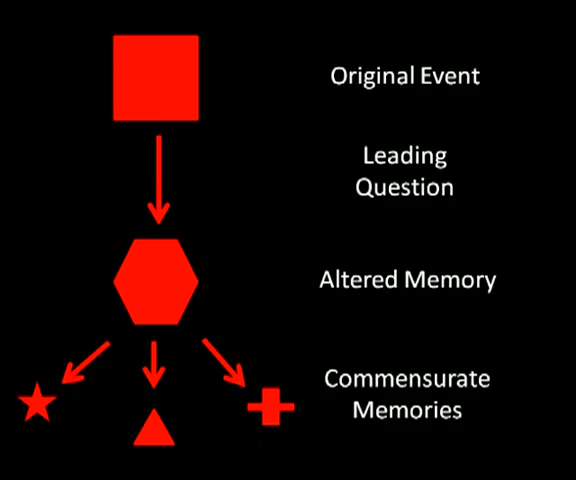 Original Event
Leading
Question
Altered Memory
Commensurate
Memories